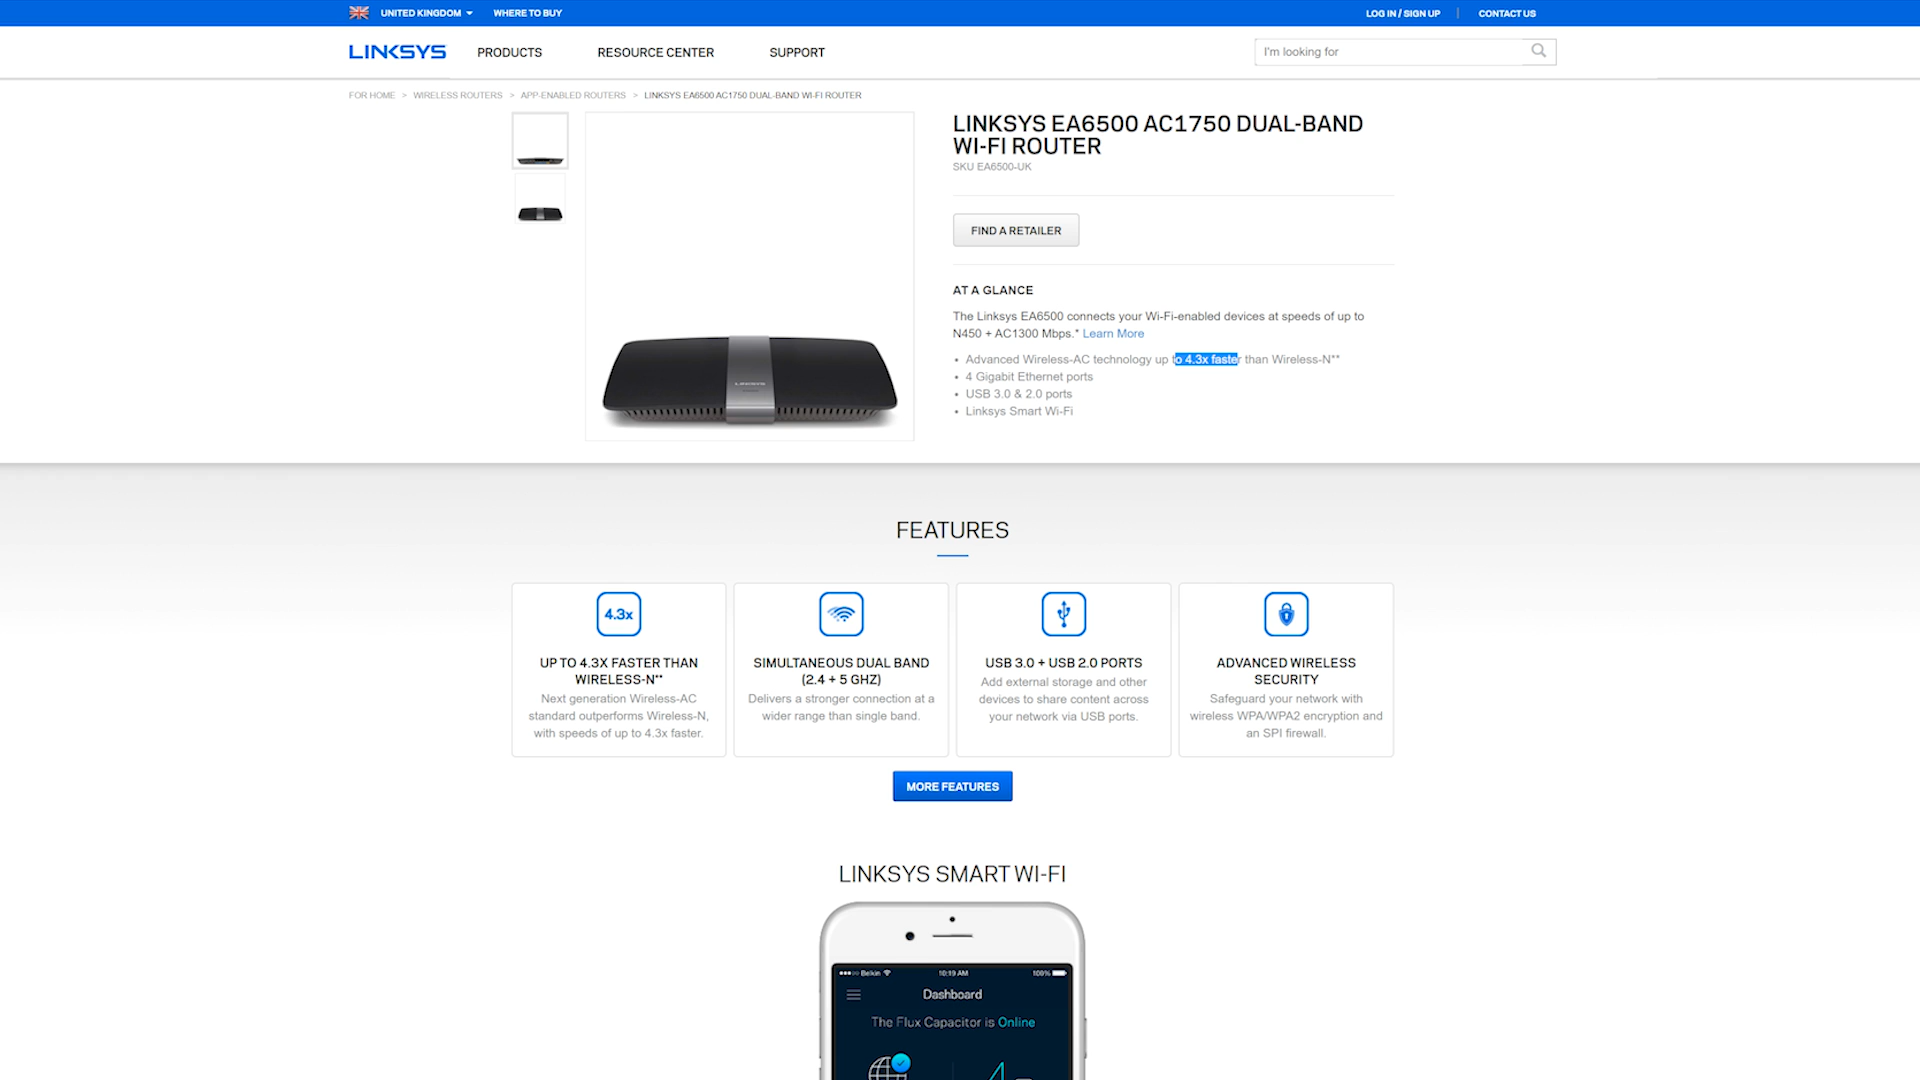 UNITED KINGDOM
WHERE TO BUY
LOG IN / SIGN UP
CONTACT US
LINKSYS
PRODUCTS
RESOURCE CENTER
SUPPORT
I'm looking for
FOR HOME > WIRELESS ROUTERS > APP-ENABLED ROUTERS > LINKSYS EA6500 AC1750 DUAL-BAND WI-FI ROUTER
LINKSYS EA6500 AC1750 DUAL-BAND
WI-FI ROUTER
SKU EA6500-UK
FIND A RETAILER
AT A GLANCE
The Linksys EA6500 connects your Wi-Fi-enabled devices at speeds of up to
N450 + AC1300 Mbps.* Learn More
• Advanced Wireless-AC technology up to 4.3x faster than Wireless-N**
• 4 Gigabit Ethernet ports
• USB 3.0 & 2.0 ports
• Linksys Smart Wi-Fi
LINKSYS
FEATURES
4.3x
UP TO 4.3X FASTER THAN
WIRELESS-N**
Next generation Wireless-AC
standard outperforms Wireless-N,
with speeds of up to 4.3x faster.
SIMULTANEOUS DUAL BAND
(2.4 + 5 GHZ)
Delivers a stronger connection at a
wider range than single band.
USB 3.0 + USB 2.0 PORTS
Add external storage and other
devices to share content across
your network via USB ports.
ADVANCED WIRELESS
SECURITY
Safeguard your network with
wireless WPA/WPA2 encryption and
an SPI firewall.
MORE FEATURES
LINKSYS SMART WI-FI
Belkin
10:19 AM
100%
Dashboard
The Flux Capacitor is Online